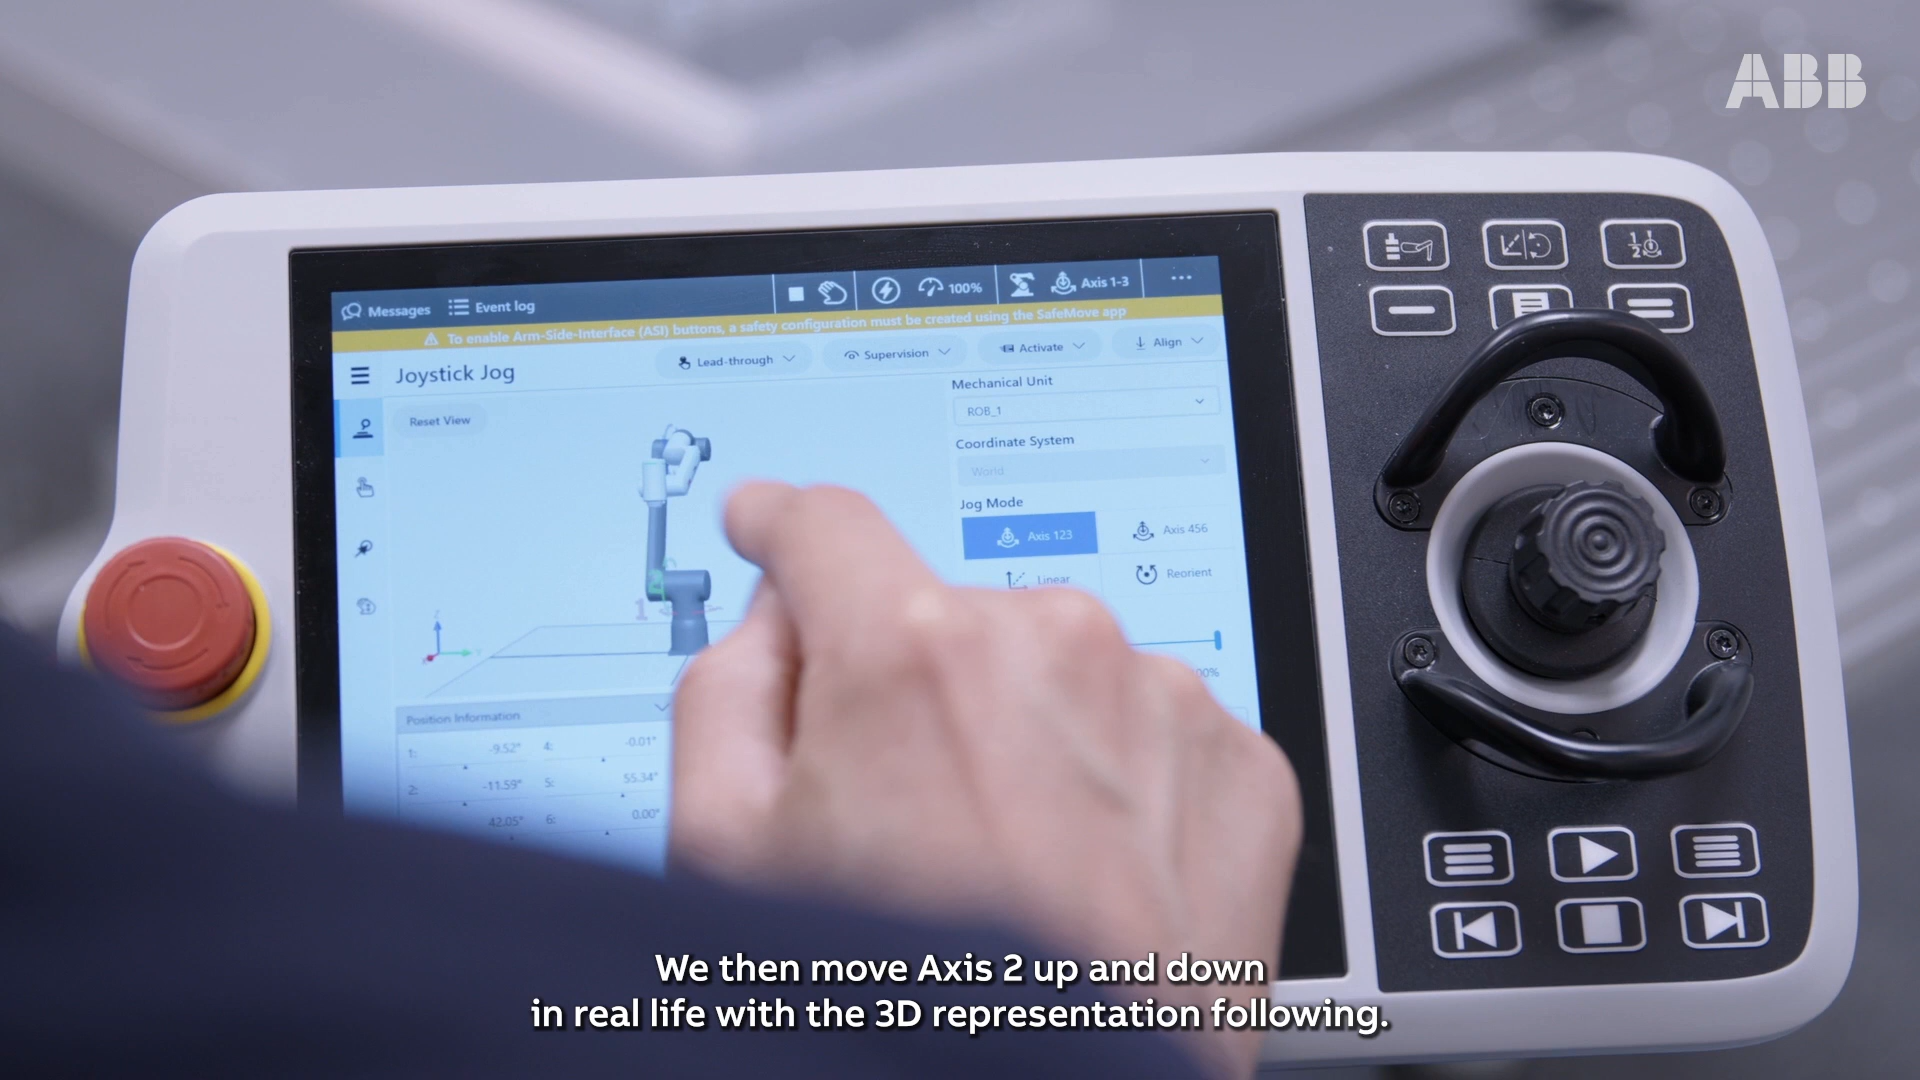 ABB
Messages
Event log
100%
Axis 1-3
To enable Arm-Side-Interface (ASI) buttons, a safety configuration must be created using the SafeMove app
Joystick Jog
Lead-through
Supervision
Activate
Align
Reset View
Mechanical Unit
ROB_1
Coordinate System
World
Jog Mode
Axis 123
Axis 456
Linear
Reorient
1
Position Information
1: -9.52° 4: -0.01°
2: -11.59° 5: 55.34°
42.05° 6: 0.00°
We then move Axis 2 up and down
in real life with the 3D representation following.